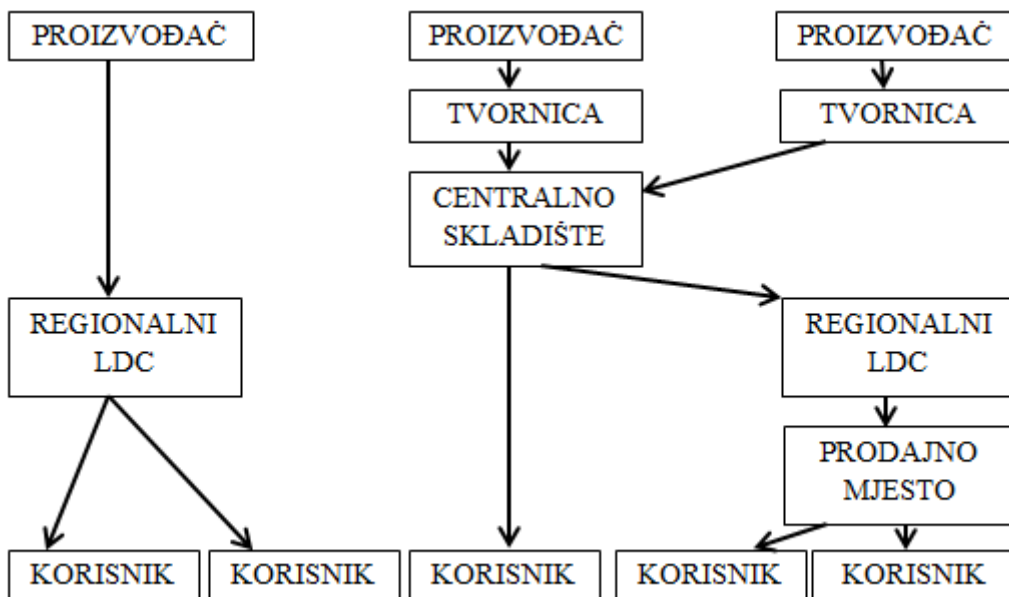 PROIZVOĐAČ
PROIZVOĐAČ
PROIZVOĐAČ
TVORNICA
TVORNICA
CENTRALNO
SKLADIŠTE
REGIONALNI
LDC
REGIONALNI
LDC
PRODAJNO
MJESTO
KORISNIK
KORISNIK
KORISNIK
KORISNIK
KORISNIK